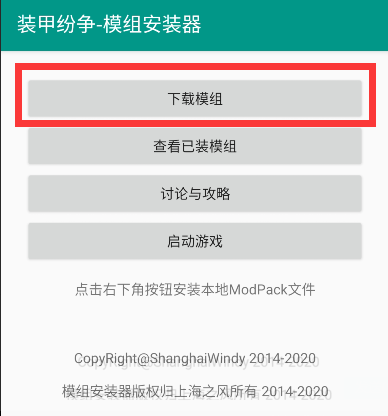 装甲纷争-模组安装器
下载模组
查看已装模组
讨论与攻略
启动游戏
点击右下角按钮安装本地ModPack文件
CopyRight@ShanghaiWindy 2014-2020
模组安装器版权归上海之风所有 2014-2020